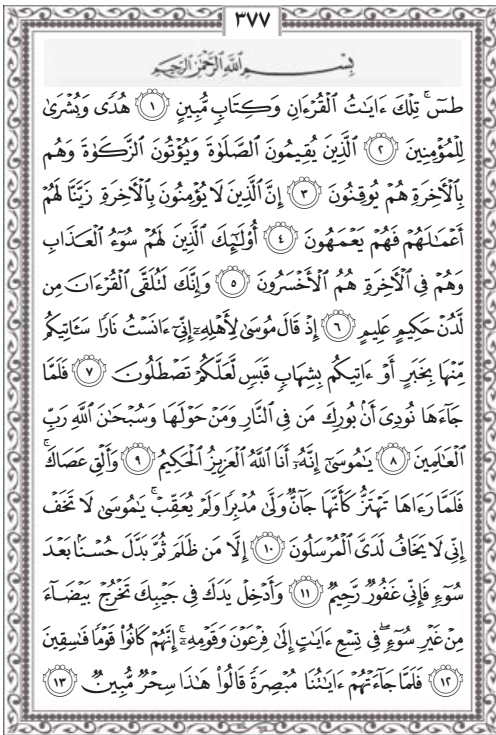 ٣٧٧
بِسْمِ اللَّهِ الرَّحْمَٰنِ الرَّحِيمِ
طسٓۚ تِلْكَ ءَايَٰتُ ٱلْقُرْءَانِ وَكِتَابٖ مُّبِينٍ ١ هُدٗى وَبُشْرَىٰ
لِلْمُؤْمِنِينَ ٢ ٱلَّذِينَ يُقِيمُونَ ٱلصَّلَوٰةَ وَيُؤْتُونَ ٱلزَّكَوٰةَ وَهُم
بِٱلْأٓخِرَةِ هُمْ يُوقِنُونَ ٣ إِنَّ ٱلَّذِينَ لَا يُؤْمِنُونَ بِٱلْأٓخِرَةِ زَيَّنَّا لَهُمْ
أَعْمَٰلَهُمْ فَهُمْ يَعْمَهُونَ ٤ أُوْلَٰٓئِكَ ٱلَّذِينَ لَهُمْ سُوٓءُ ٱلْعَذَابِ
وَهُمْ فِى ٱلْأٓخِرَةِ هُمُ ٱلْأَخْسَرُونَ ٥ وَإِنَّكَ لَتُلَقَّى ٱلْقُرْءَانَ مِن
لَّدُنْ حَكِيمٍ عَلِيمٍ ٦ إِذْ قَالَ مُوسَىٰ لِأَهْلِهِۦٓ إِنِّىٓ ءَانَسْتُ نَارٗا سَـَٔاتِيكُم
مِّنْهَا بِخَبَرٍ أَوْ ءَاتِيكُم بِشِهَابٖ قَبَسٖ لَّعَلَّكُمْ تَصْطَلُونَ ٧ فَلَمَّا
جَآءَهَا نُودِىَ أَنۢ بُورِكَ مَن فِى ٱلنَّارِ وَمَنْ حَوْلَهَا وَسُبْحَٰنَ ٱللَّهِ رَبِّ
ٱلْعَٰلَمِينَ ٨ يَٰمُوسَىٰٓ إِنَّهُۥٓ أَنَا ٱللَّهُ ٱلْعَزِيزُ ٱلْحَكِيمُ ٩ وَأَلْقِ عَصَاكَۚ
فَلَمَّا رَءَاهَا تَهْتَزُّ كَأَنَّهَا جَآنّٞ وَلَّىٰ مُدْبِرٗا وَلَمْ يُعَقِّبْۚ يَٰمُوسَىٰ لَا تَخَفْ
إِنِّى لَا يَخَافُ لَدَىَّ ٱلْمُرْسَلُونَ ١٠ إِلَّا مَن ظَلَمَ ثُمَّ بَدَّلَ حُسْنَۢا بَعْدَ
سُوٓءٖ فَإِنِّى غَفُورٞ رَّحِيمٞ ١١ وَأَدْخِلْ يَدَكَ فِى جَيْبِكَ تَخْرُجْ بَيْضَآءَ
مِنْ غَيْرِ سُوٓءٖۖ فِى تِسْعِ ءَايَٰتٍ إِلَىٰ فِرْعَوْنَ وَقَوْمِهِۦٓۚ إِنَّهُمْ كَانُوا۟ قَوْمٗا فَٰسِقِينَ
١٢ فَلَمَّا جَآءَتْهُمْ ءَايَٰتُنَا مُبْصِرَةٗ قَالُوا۟ هَٰذَا سِحْرٞ مُّبِينٞ ١٣